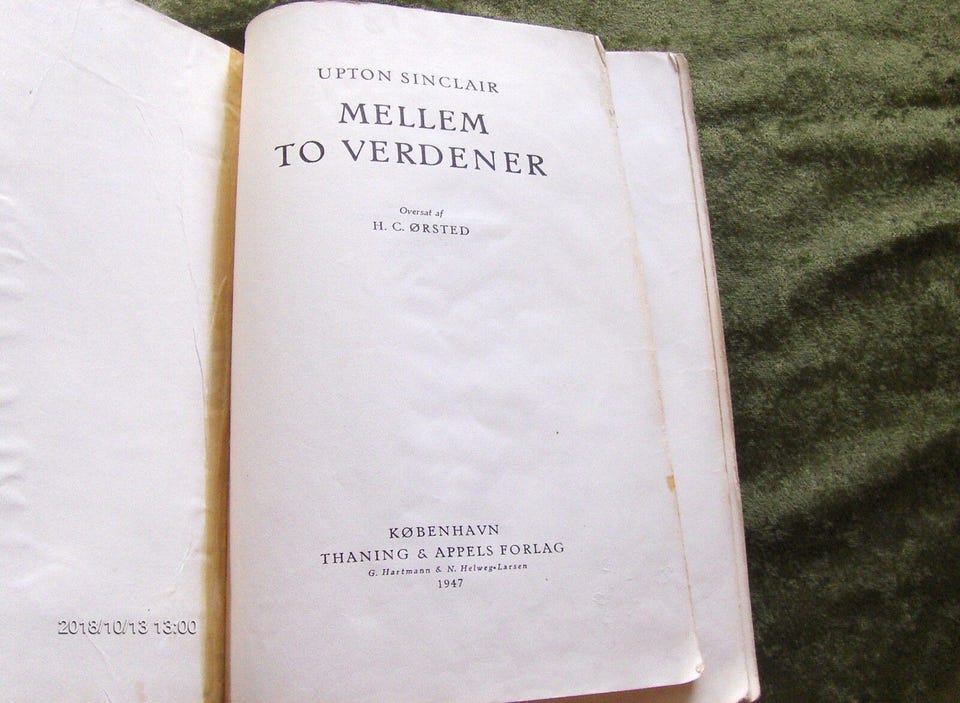 UPTON SINCLAIR
MELLEM
TO VERDENER
Oversat af
H. C. ØRSTED
KØBENHAVN
THANING & APPELS FORLAG
G. Hartmann & N. Helweg-Larsen
1947
2018/10/13 13:00